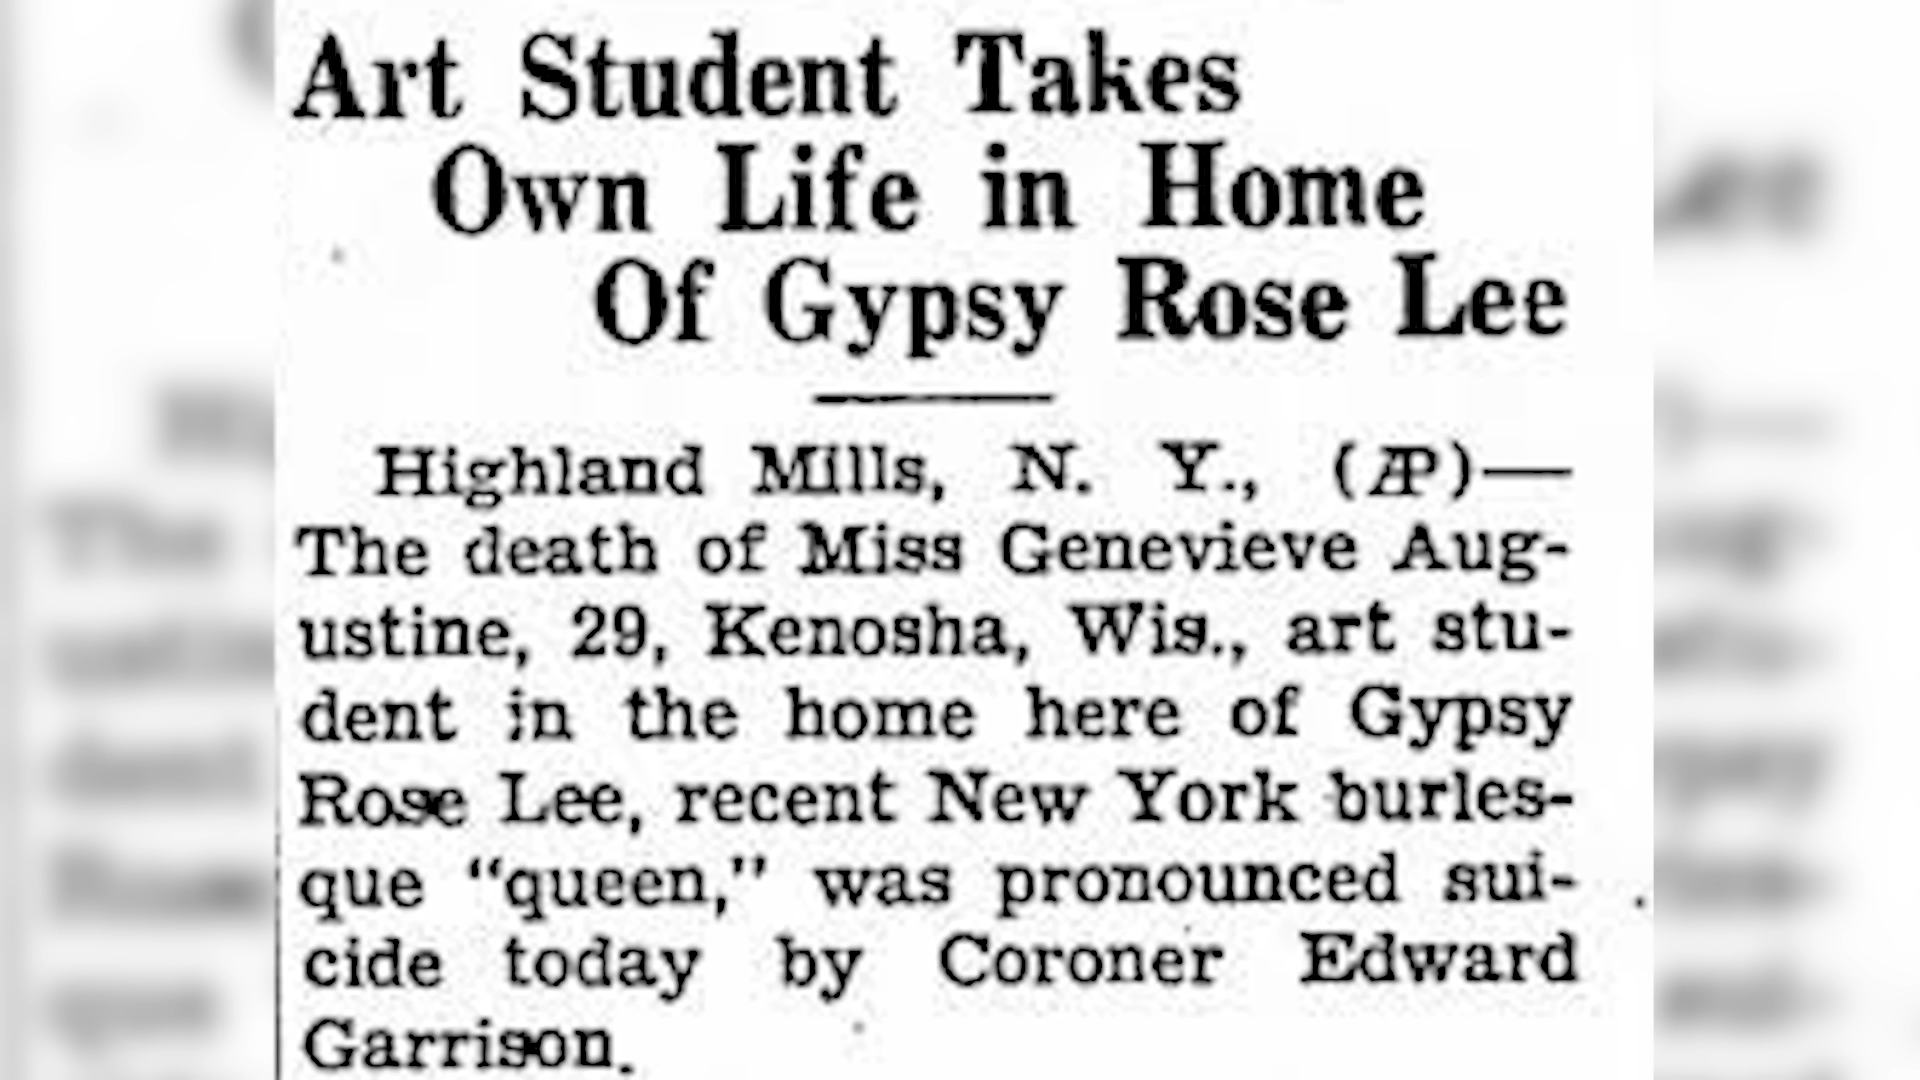 Art Student Takes
Own Life in Home
Of Gypsy Rose Lee
Highland Mills, N. Y., (AP)—
The death of Miss Genevieve Aug-
ustine, 29, Kenosha, Wis., art stu-
dent in the home here of Gypsy
Rose Lee, recent New York burles-
que "queen," was pronounced sui-
cide today by Coroner Edward
Garrison.